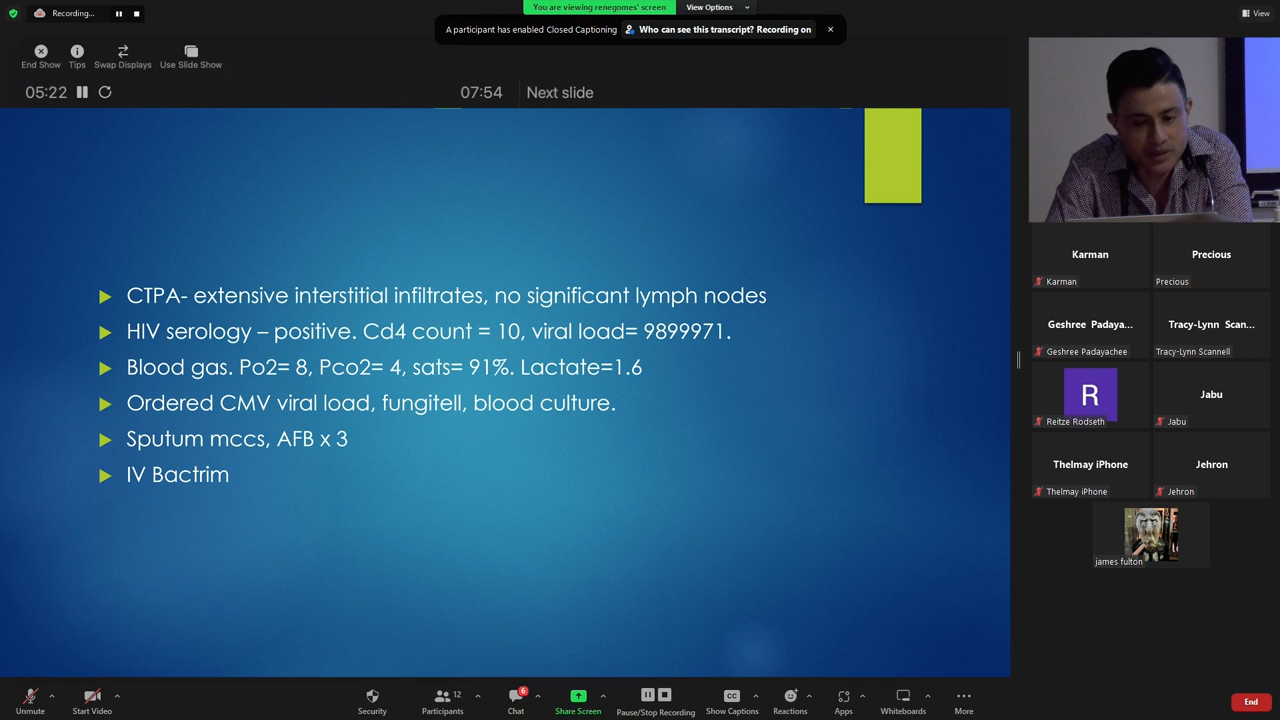 Recording...
You are viewing renegomes' screen
View Options
View
A participant has enabled Closed Captioning
Who can see this transcript? Recording on
End Show
Tips
Swap Displays
Use Slide Show
05:22
07:54
Next slide
CTPA- extensive interstitial infiltrates, no significant lymph nodes
HIV serology – positive. Cd4 count = 10, viral load= 9899971.
Blood gas. Po2= 8, Pco2= 4, sats= 91%. Lactate=1.6
Ordered CMV viral load, fungitell, blood culture.
Sputum mccs, AFB x 3
IV Bactrim
Karman
Karman
Precious
Precious
Geshree Padaya...
Geshree Padayachee
Tracy-Lynn Scan...
Tracy-Lynn Scannell
R
Reitze Rodseth
Jabu
Jabu
Thelmay iPhone
Thelmay iPhone
Jehron
Jehron
james fulton
Unmute
Start Video
Security
12
Participants
6
Chat
Share Screen
Pause/Stop Recording
CC
Show Captions
Reactions
Apps
Whiteboards
More
End